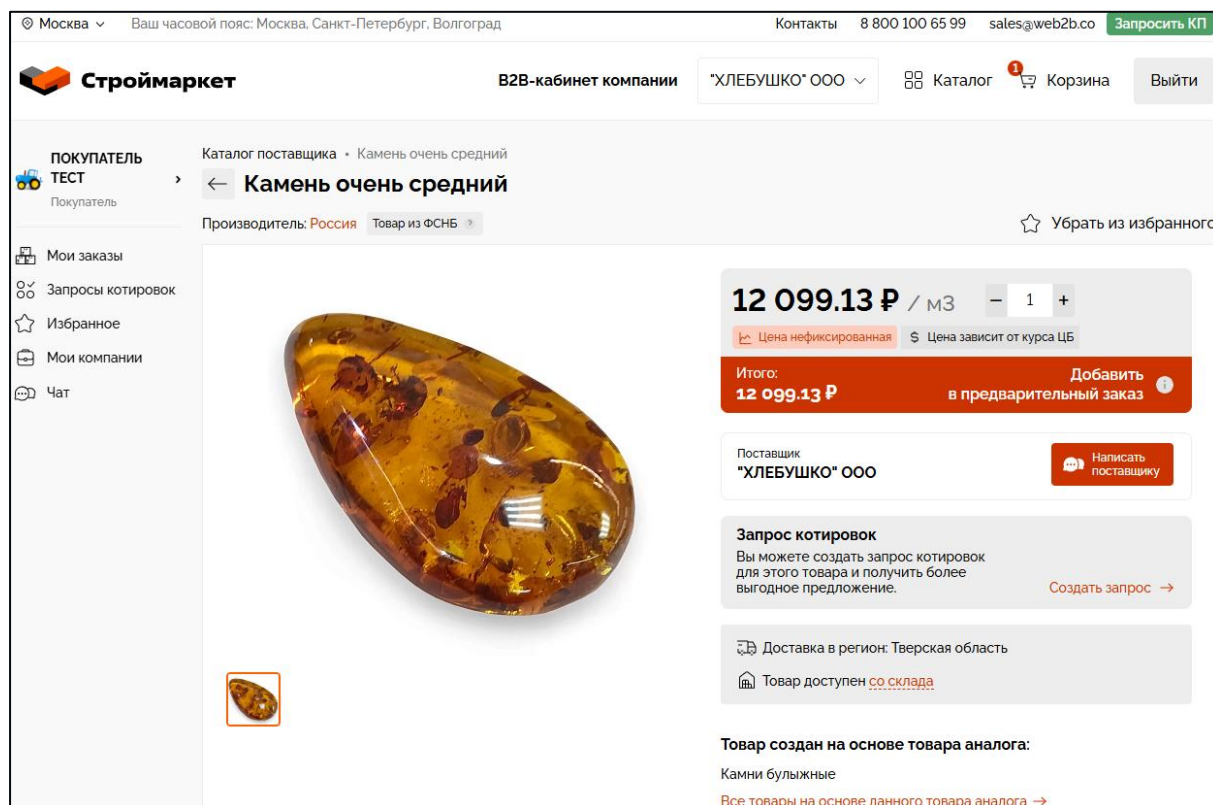 Москва
Ваш часовой пояс: Москва, Санкт-Петербург, Волгоград
Контакты
8 800 100 65 99
sales@web2b.co
Запросить КП
Строймаркет
B2B-кабинет компании
"ХЛЕБУШКО" ООО
Каталог
1
Корзина
Выйти
ПОКУПАТЕЛЬ
ТЕСТ
Покупатель
Мои заказы
Запросы котировок
Избранное
Мои компании
Чат
Каталог поставщика • Камень очень средний
← Камень очень средний
Производитель: Россия
Товар из ФСНБ ?
Убрать из избранного
12 099.13 ₽ / м3
− 1 +
Цена нефиксированная
$ Цена зависит от курса ЦБ
Итого:
12 099.13 ₽
Добавить
в предварительный заказ
Поставщик
"ХЛЕБУШКО" ООО
Написать
поставщику
Запрос котировок
Вы можете создать запрос котировок
для этого товара и получить более
выгодное предложение.
Создать запрос →
Доставка в регион: Тверская область
Товар доступен со склада
Товар создан на основе товара аналога:
Камни булыжные
Все товары на основе данного товара аналога →